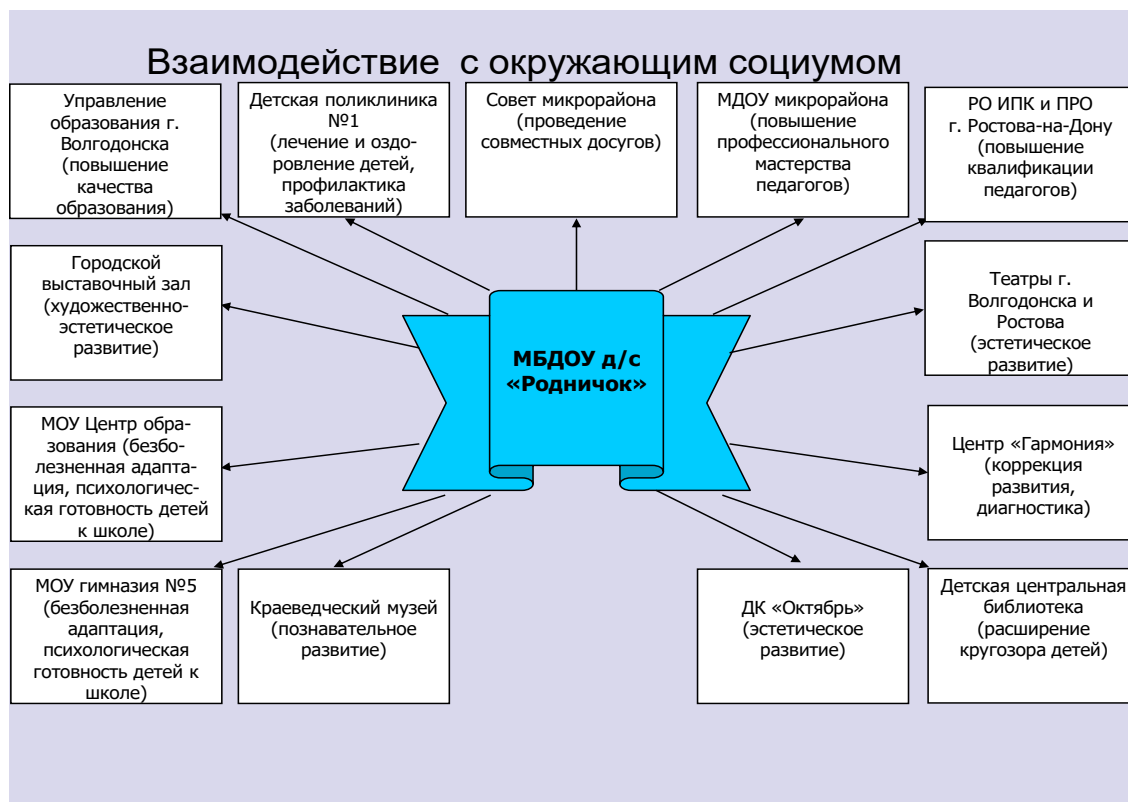 Взаимодействие с окружающим социумом
Управление
образования г.
Волгодонска
(повышение
качества
образования)
Детская поликлиника
№1
(лечение и оздо-
ровление детей,
профилактика
заболеваний)
Совет микрорайона
(проведение
совместных досугов)
МДОУ микрорайона
(повышение
профессионального
мастерства
педагогов)
РО ИПК и ПРО
г. Ростова-на-Дону
(повышение
квалификации
педагогов)
Городской
выставочный зал
(художественно-
эстетическое
развитие)
МБДОУ д/с
«Родничок»
Театры г.
Волгодонска и
Ростова
(эстетическое
развитие)
МОУ Центр обра-
зования (безбо-
лезненная адапта-
ция, психологичес-
кая готовность детей
к школе)
Центр «Гармония»
(коррекция
развития,
диагностика)
МОУ гимназия №5
(безболезненная
адаптация,
психологическая
готовность детей к
школе)
Краеведческий музей
(познавательное
развитие)
ДК «Октябрь»
(эстетическое
развитие)
Детская центральная
библиотека
(расширение
кругозора детей)